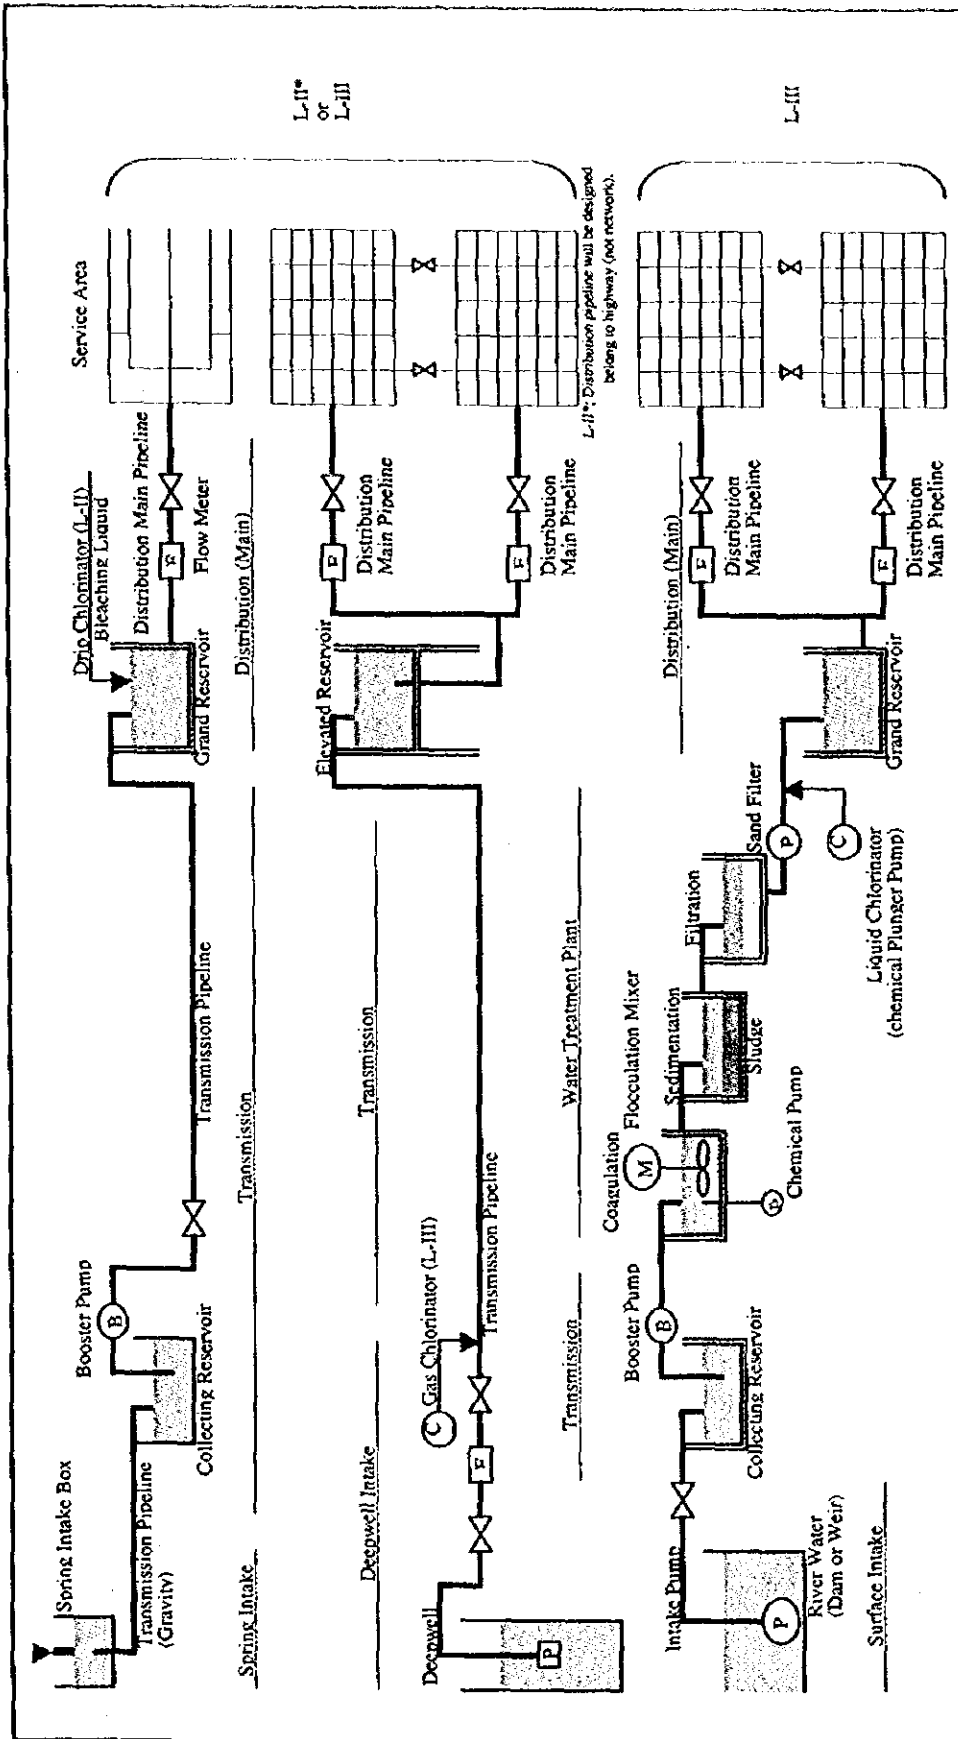 Spring Intake Box
Transmission Pipeline
(Gravity)
Booster Pump
B
Collecting Reservoir
Transmission Pipeline
Drip Chlorinator (L-II)
Bleaching Liquid
Grand Reservoir
Distribution Main Pipeline
F
Flow Meter
Service Area
Spring Intake
Transmission
Distribution (Main)
L-II*
or
L-III
Deepwell Intake
Transmission
Deepwell
P
F
C
Gas Chlorinator (L-III)
Transmission Pipeline
Elevated Reservoir
F
Distribution
Main Pipeline
F
Distribution
Main Pipeline
L-II*: Distribution pipeline will be designed
belong to highway (not network).
Transmission
Water Treatment Plant
Distribution (Main)
Intake Pump
P
River Water
(Dam or Weir)
Surface Intake
Collecting Reservoir
Booster Pump
B
Coagulation
M
Flocculation Mixer
Chemical Pump
Sedimentation
Sludge
Filtration
Sand Filter
P
C
Liquid Chlorinator
(chemical Plunger Pump)
Grand Reservoir
F
Distribution
Main Pipeline
F
Distribution
Main Pipeline
L-III